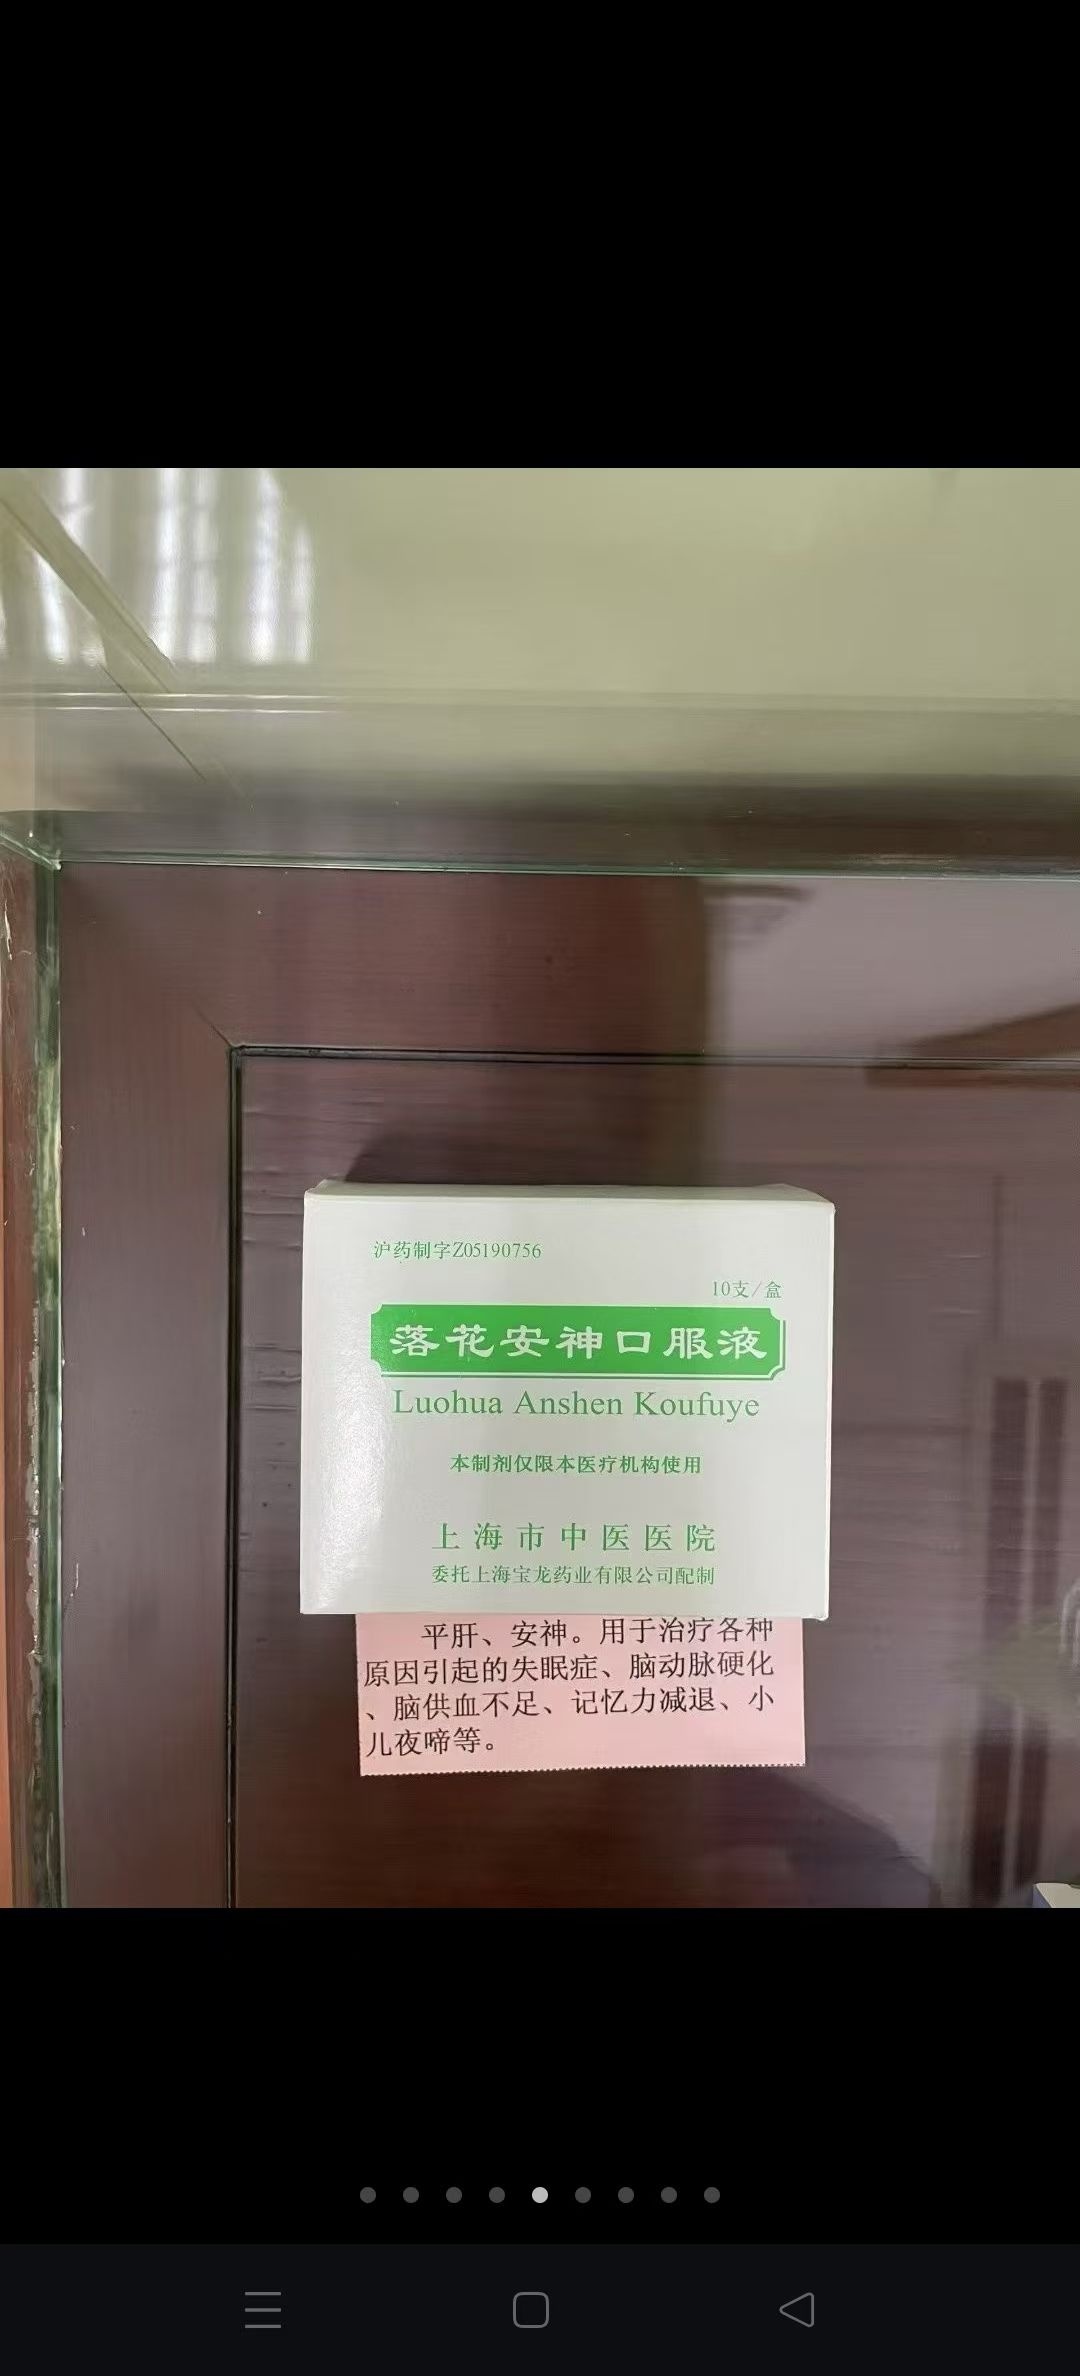 沪药制字Z05190756
10支/盒
落花安神口服液
Luohua Anshen Koufuye
本制剂仅限本医疗机构使用
上海市中医医院
委托上海宝龙药业有限公司配制
平肝、安神。用于治疗各种
原因引起的失眠症、脑动脉硬化
、脑供血不足、记忆力减退、小
儿夜啼等。